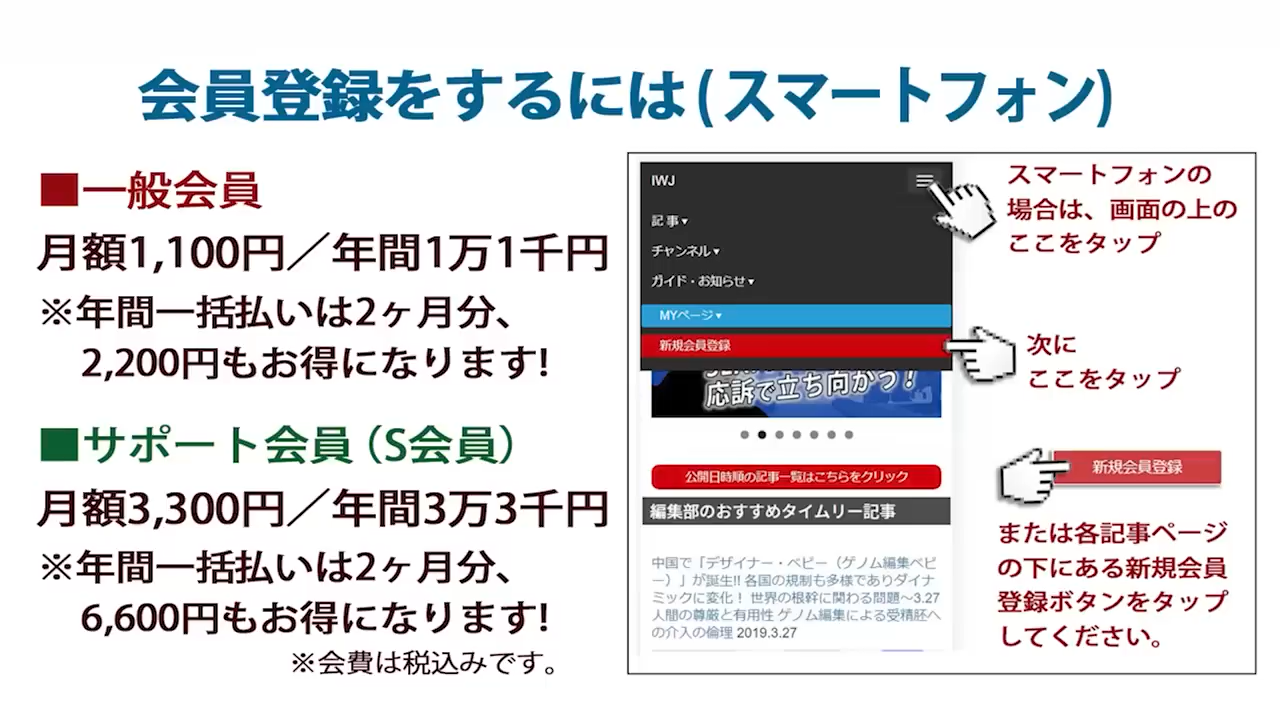 会員登録をするには(スマートフォン)
■一般会員
月額1,100円／年間1万1千円
※年間一括払いは2ヶ月分、
2,200円もお得になります!
■サポート会員（S会員）
月額3,300円／年間3万3千円
※年間一括払いは2ヶ月分、
6,600円もお得になります!
※会費は税込みです。
IWJ
記事▾
チャンネル▾
ガイド・お知らせ▾
MYページ▾
新規会員登録
応訴で立ち向かう！
公開日時順の記事一覧はこちらをクリック
編集部のおすすめタイムリー記事
中国で「デザイナー・ベビー（ゲノム編集ベビ
ー）」が誕生!! 各国の規制も多様でありダイナ
ミックに変化！ 世界の根幹に関わる問題～3.27
人間の尊厳と有用性 ゲノム編集による受精胚へ
の介入の倫理 2019.3.27
スマートフォンの
場合は、画面の上の
ここをタップ
次に
ここをタップ
新規会員登録
または各記事ページ
の下にある新規会員
登録ボタンをタップ
してください。